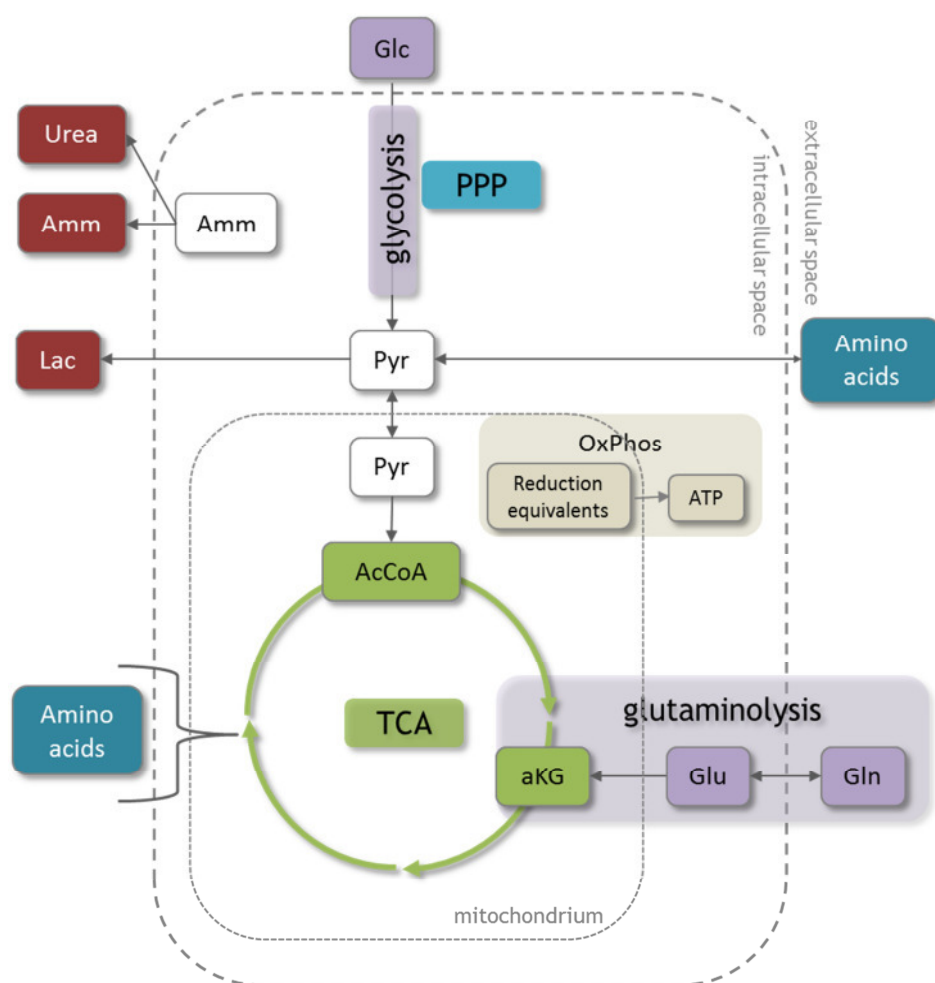 Glc
Urea
glycolysis
PPP
intracellular space
extracellular space
Amm
Amm
Lac
Pyr
Amino
acids
Pyr
OxPhos
Reduction
equivalents
ATP
AcCoA
Amino
acids
TCA
glutaminolysis
aKG
Glu
Gln
mitochondrium